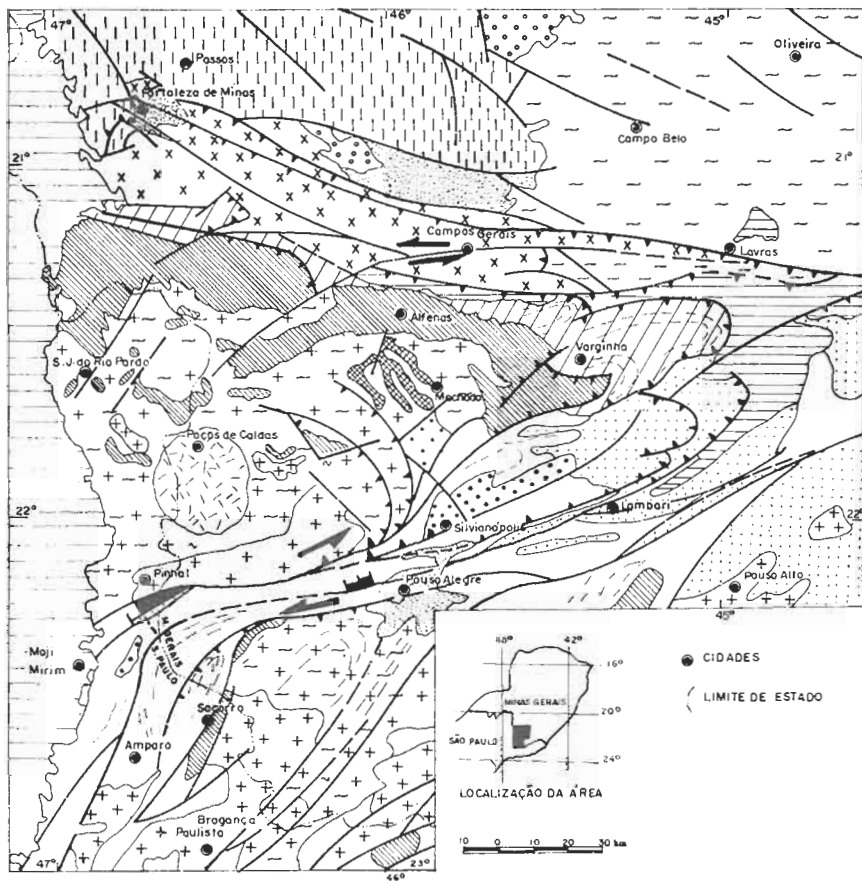 47°
46°
45°
Passos
Oliveira
Fortaleza de Minas
Campo Belo
21°
21°
Campos Gerais
Lavras
Alfenas
S.J. do Rio Pardo
Varginha
Machado
Poços de Caldas
22°
22°
Silvianópolis
Lambari
Pinhal
Pouso Alegre
Pouso Alto
45°
M. GERAIS
S. PAULO
Moji
Mirim
Socorro
Amparo
Bragança
Paulista
47°
23°
46°
48°
42°
16°
MINAS GERAIS
20°
SÃO PAULO
24°
LOCALIZAÇÃO DA ÁREA
10 0 10 20 30 km
CIDADES
LIMITE DE ESTADO